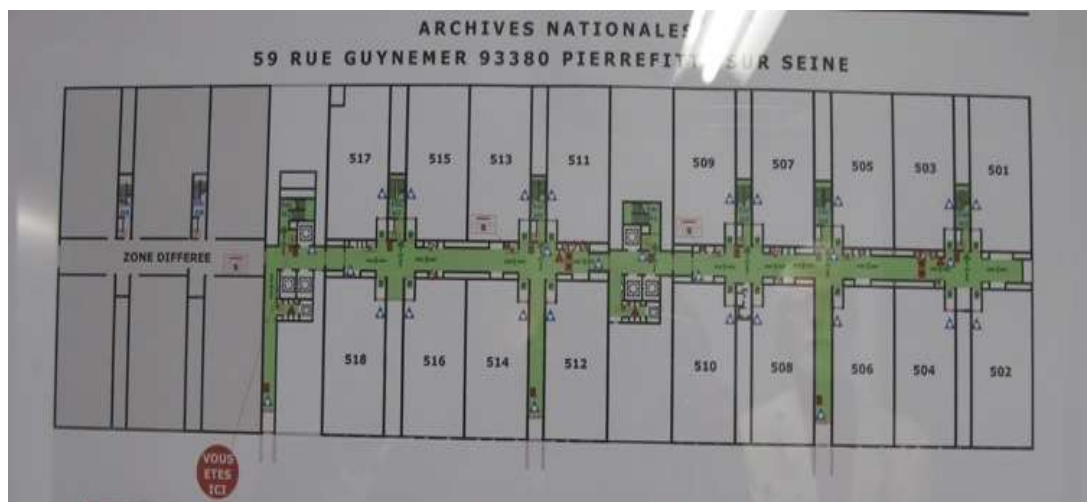 ARCHIVES NATIONALES
59 RUE GUYNEMER 93380 PIERREFITTE SUR SEINE
517 515 513 511 509 507 505 503 501
ZONE DIFFEREE
518 516 514 512 510 508 506 504 502
VOUS
ETES
ICI